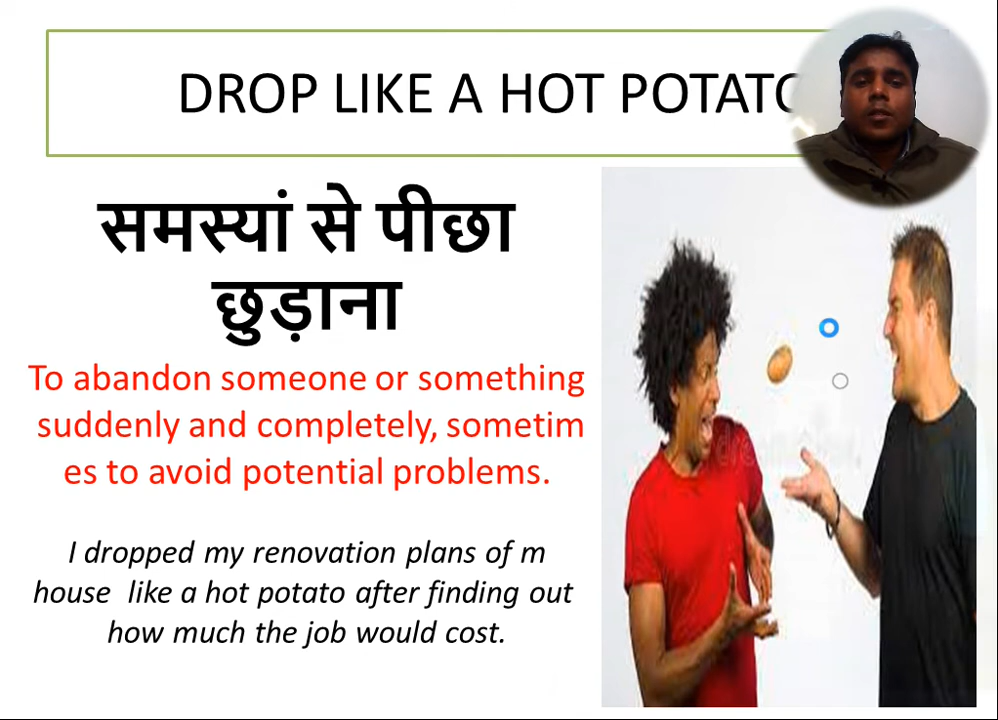 DROP LIKE A HOT POTATO
समस्यां से पीछा
छुड़ाना
To abandon someone or something
suddenly and completely, sometim
es to avoid potential problems.
I dropped my renovation plans of m
house like a hot potato after finding out
how much the job would cost.